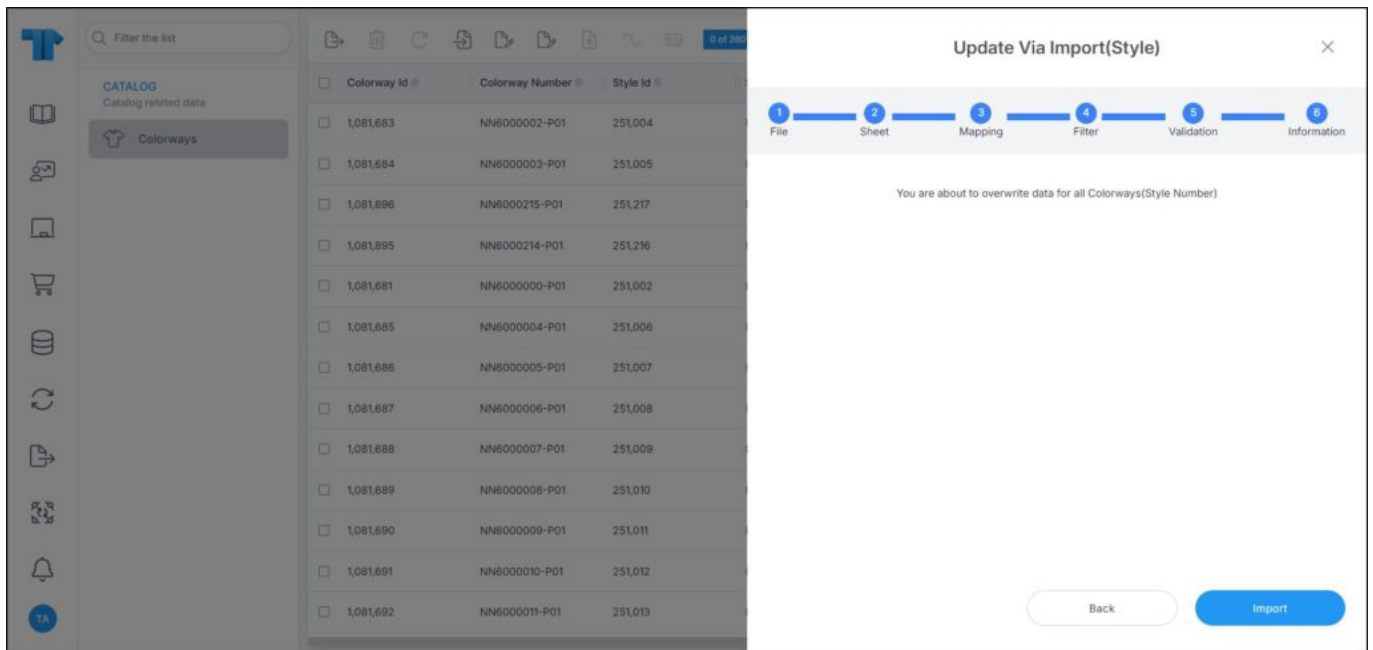 Filter the list
CATALOG
Catalog related data
Colorways
TA
0 of 260
Colorway Id Colorway Number Style Id
1,081,683 NN6000002-P01 251,004
1,081,684 NN6000003-P01 251,005
1,081,896 NN6000215-P01 251,217
1,081,895 NN6000214-P01 251,216
1,081,681 NN6000000-P01 251,002
1,081,685 NN6000004-P01 251,006
1,081,686 NN6000005-P01 251,007
1,081,687 NN6000006-P01 251,008
1,081,688 NN6000007-P01 251,009
1,081,689 NN6000008-P01 251,010
1,081,690 NN6000009-P01 251,011
1,081,691 NN6000010-P01 251,012
1,081,692 NN6000011-P01 251,013
Update Via Import(Style)
1 2 3 4 5 6
File Sheet Mapping Filter Validation Information
You are about to overwrite data for all Colorways(Style Number)
Back Import